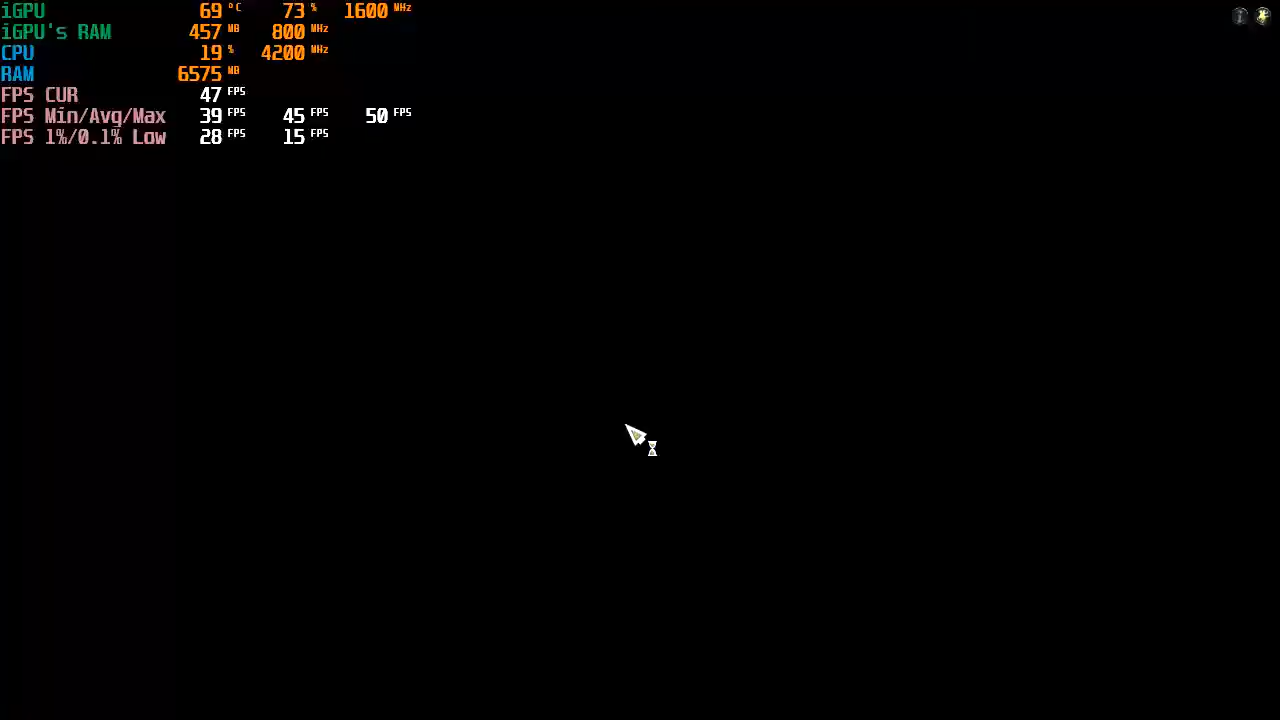 iGPU 69 °C 73 % 1600 MHz
iGPU's RAM 457 MB 800 MHz
CPU 19 % 4200 MHz
RAM 6575 MB
FPS CUR 47 FPS
FPS Min/Avg/Max 39 FPS 45 FPS 50 FPS
FPS 1%/0.1% Low 28 FPS 15 FPS